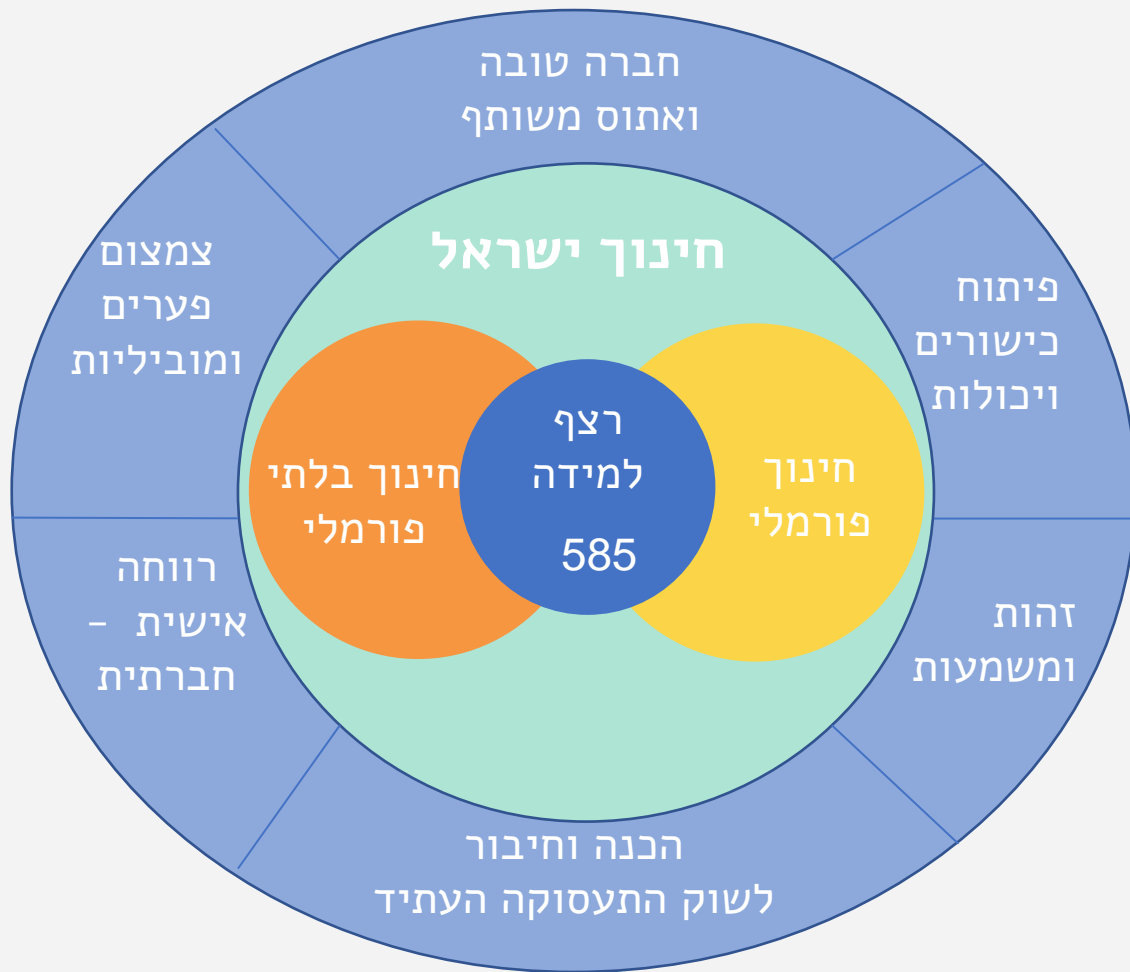 חברה טובה
ואתוס משותף
חינוך ישראל
פיתוח
כישורים
ויכולות
צמצום
פערים
ומוביליות
חינוך
פורמלי
רצף
למידה
585
חינוך בלתי
פורמלי
זהות
ומשמעות
רווחה
אישית -
חברתית
הכנה וחיבור
לשוק התעסוקה העתיד